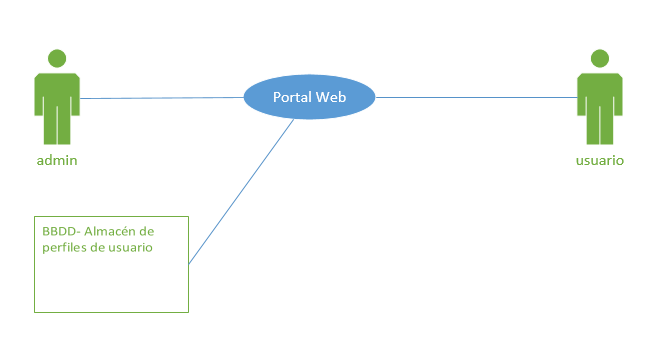 Portal Web
admin
usuario
BBDD- Almacén de
perfiles de usuario